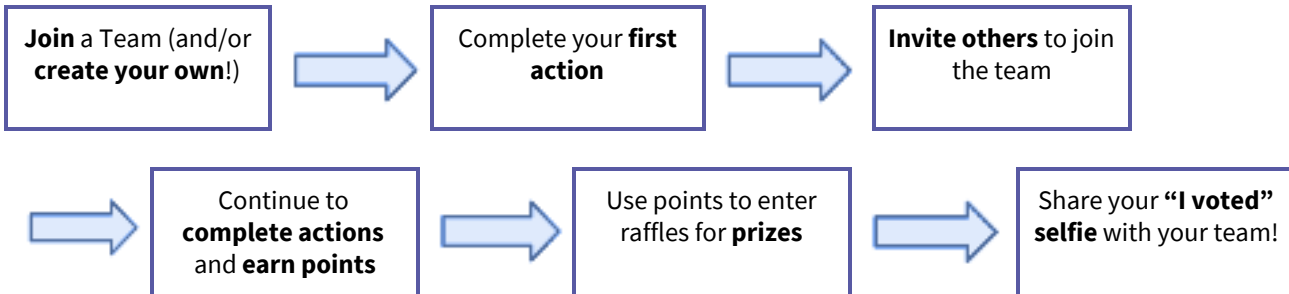 Join a Team (and/or
create your own!)
Complete your first
action
Invite others to join
the team
Continue to
complete actions
and earn points
Use points to enter
raffles for prizes
Share your “I voted”
selfie with your team!